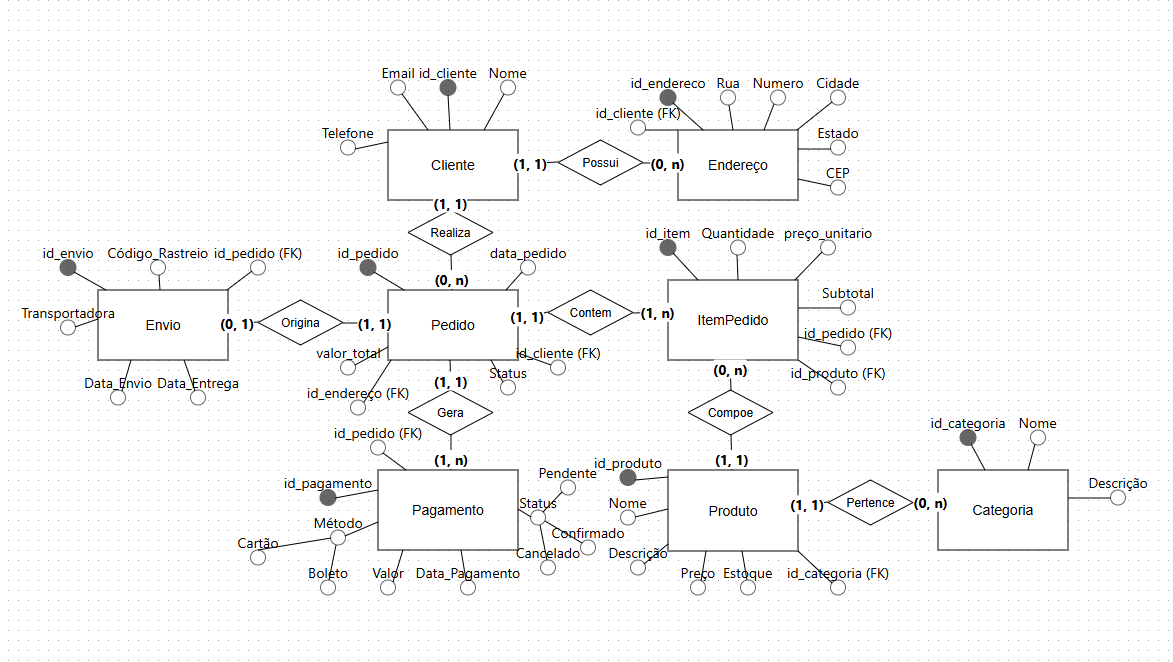 Email
id_cliente
Nome
Telefone
Cliente
(1, 1)
Possui
(0, n)
id_endereco
Rua
Numero
Cidade
id_cliente (FK)
Endereço
Estado
CEP
(1, 1)
Realiza
(0, n)
id_envio
Código_Rastreio
id_pedido (FK)
Transportadora
Envio
(0, 1)
Origina
(1, 1)
Data_Envio
Data_Entrega
id_pedido
data_pedido
Pedido
valor_total
id_endereço (FK)
Status
id_cliente (FK)
(1, 1)
Contem
(1, n)
id_item
Quantidade
preço_unitario
ItemPedido
Subtotal
id_pedido (FK)
id_produto (FK)
(1, 1)
Gera
(1, n)
(0, n)
Compoe
(1, 1)
id_pedido (FK)
id_pagamento
Método
Cartão
Boleto
Pagamento
Valor
Data_Pagamento
Status
Pendente
Confirmado
Cancelado
id_produto
Nome
Descrição
Produto
Preço
Estoque
id_categoria (FK)
(1, 1)
Pertence
(0, n)
id_categoria
Nome
Categoria
Descrição